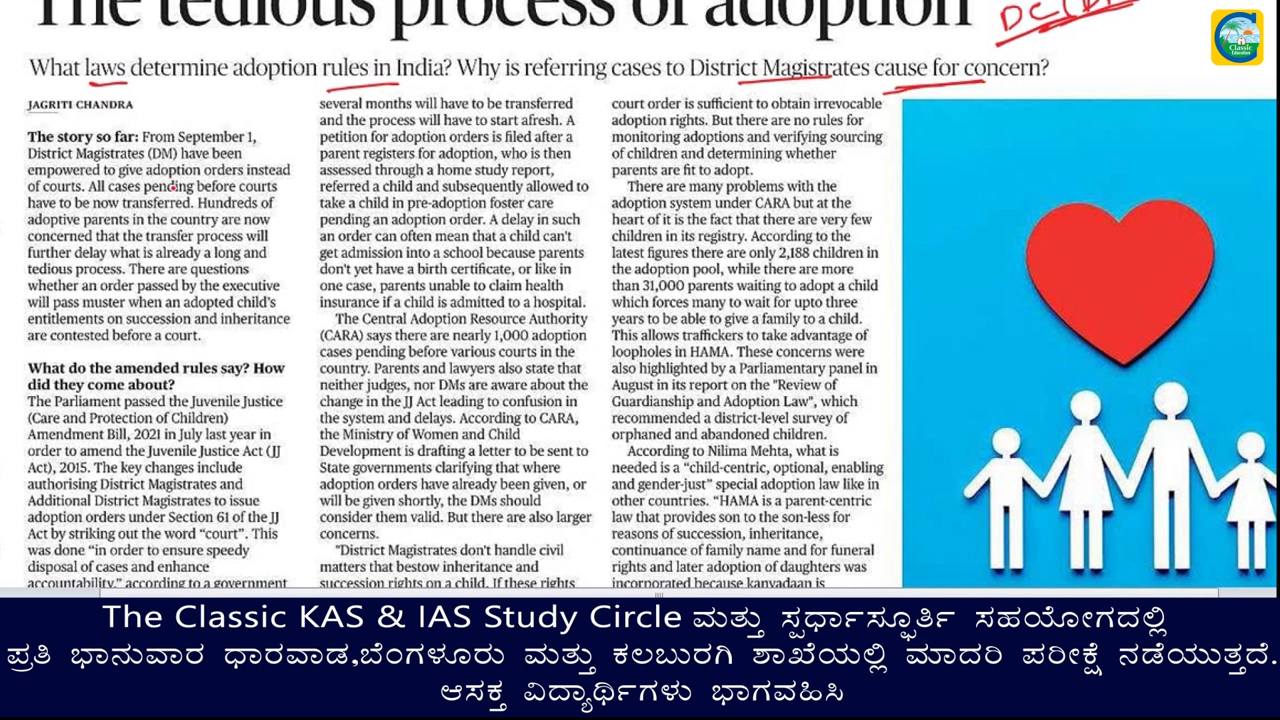 The tedious process of adoption
What laws determine adoption rules in India? Why is referring cases to District Magistrates cause for concern?
JAGRITI CHANDRA
The story so far: From September 1,
District Magistrates (DM) have been
empowered to give adoption orders instead
of courts. All cases pending before courts
have to be now transferred. Hundreds of
adoptive parents in the country are now
concerned that the transfer process will
further delay what is already a long and
tedious process. There are questions
whether an order passed by the executive
will pass muster when an adopted child's
entitlements on succession and inheritance
are contested before a court.
What do the amended rules say? How
did they come about?
The Parliament passed the Juvenile Justice
(Care and Protection of Children)
Amendment Bill, 2021 in July last year in
order to amend the Juvenile Justice Act (JJ
Act), 2015. The key changes include
authorising District Magistrates and
Additional District Magistrates to issue
adoption orders under Section 61 of the JJ
Act by striking out the word “court”. This
was done “in order to ensure speedy
disposal of cases and enhance
accountability,” according to a government
several months will have to be transferred
and the process will have to start afresh. A
petition for adoption orders is filed after a
parent registers for adoption, who is then
assessed through a home study report,
referred a child and subsequently allowed to
take a child in pre-adoption foster care
pending an adoption order. A delay in such
an order can often mean that a child can't
get admission into a school because parents
don't yet have a birth certificate, or like in
one case, parents unable to claim health
insurance if a child is admitted to a hospital.
The Central Adoption Resource Authority
(CARA) says there are nearly 1,000 adoption
cases pending before various courts in the
country. Parents and lawyers also state that
neither judges, nor DMs are aware about the
change in the JJ Act leading to confusion in
the system and delays. According to CARA,
the Ministry of Women and Child
Development is drafting a letter to be sent to
State governments clarifying that where
adoption orders have already been given, or
will be given shortly, the DMs should
consider them valid. But there are also larger
concerns.
"District Magistrates don't handle civil
matters that bestow inheritance and
succession rights on a child. If these rights
court order is sufficient to obtain irrevocable
adoption rights. But there are no rules for
monitoring adoptions and verifying sourcing
of children and determining whether
parents are fit to adopt.
There are many problems with the
adoption system under CARA but at the
heart of it is the fact that there are very few
children in its registry. According to the
latest figures there are only 2,188 children in
the adoption pool, while there are more
than 31,000 parents waiting to adopt a child
which forces many to wait for upto three
years to be able to give a family to a child.
This allows traffickers to take advantage of
loopholes in HAMA. These concerns were
also highlighted by a Parliamentary panel in
August in its report on the "Review of
Guardianship and Adoption Law", which
recommended a district-level survey of
orphaned and abandoned children.
According to Nilima Mehta, what is
needed is a “child-centric, optional, enabling
and gender-just” special adoption law like in
other countries. “HAMA is a parent-centric
law that provides son to the son-less for
reasons of succession, inheritance,
continuance of family name and for funeral
rights and later adoption of daughters was
incorporated because kanyadaan is
Classic
Education
The Classic KAS & IAS Study Circle ಮತ್ತು ಸ್ಪರ್ಧಾಸ್ಫೂರ್ತಿ ಸಹಯೋಗದಲ್ಲಿ
ಪ್ರತಿ ಭಾನುವಾರ ಧಾರವಾಡ,ಬೆಂಗಳೂರು ಮತ್ತು ಕಲಬುರಗಿ ಶಾಖೆಯಲ್ಲಿ ಮಾದರಿ ಪರೀಕ್ಷೆ ನಡೆಯುತ್ತದೆ.
ಆಸಕ್ತ ವಿದ್ಯಾರ್ಥಿಗಳು ಭಾಗವಹಿಸಿ